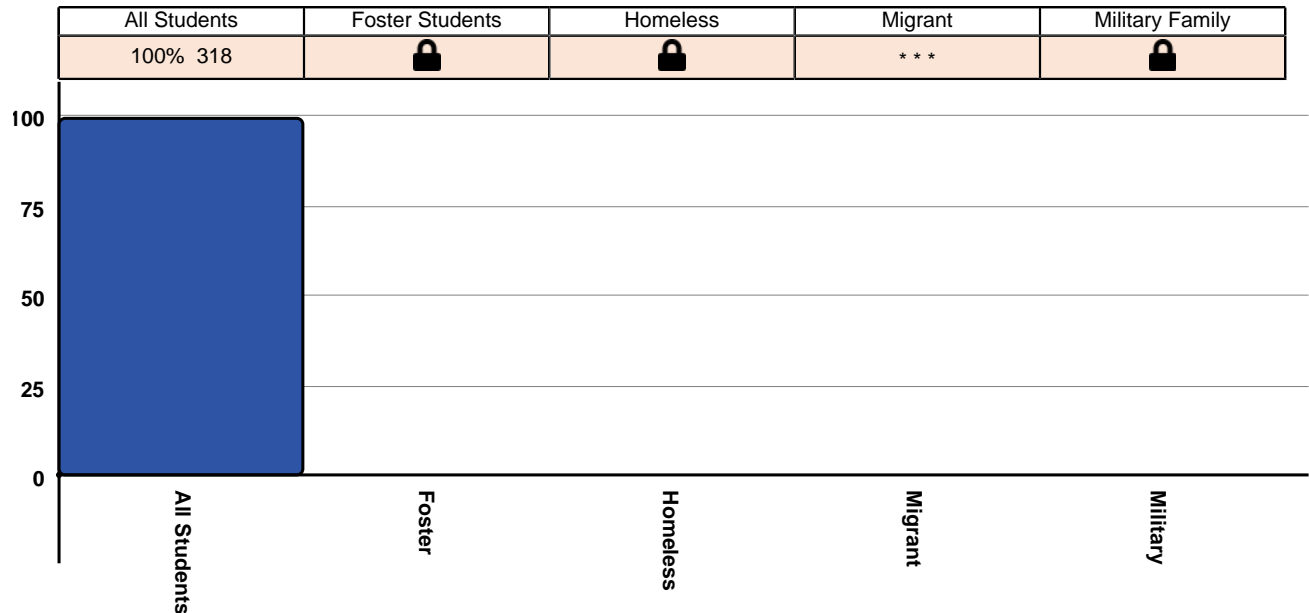 All Students Foster Students Homeless Migrant Military Family
100% 318 * * *
100
75
50
25
0
All Students
Foster
Homeless
Migrant
Military